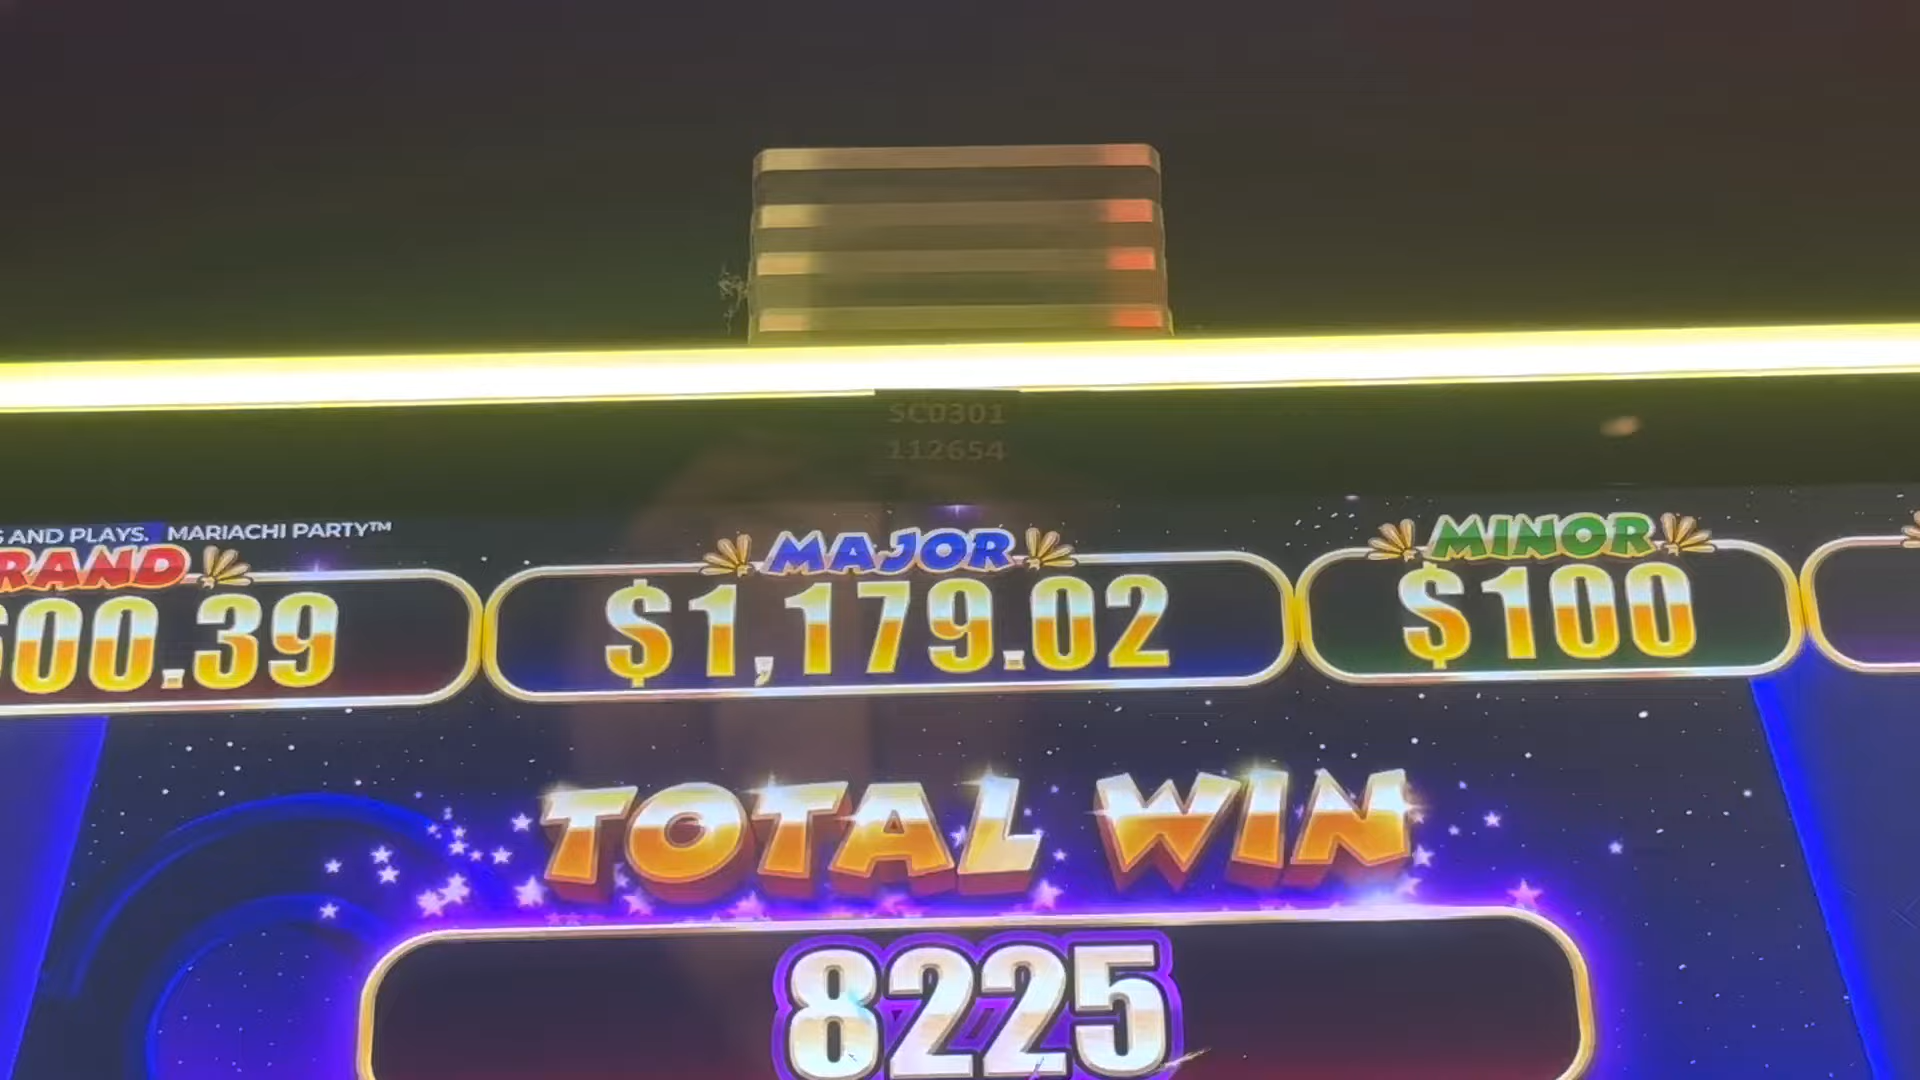 SC0301
112654
AND PLAYS. MARIACHI PARTY™
RAND
00.39
MAJOR
$1,179.02
MINOR
$100
TOTAL WIN
8225